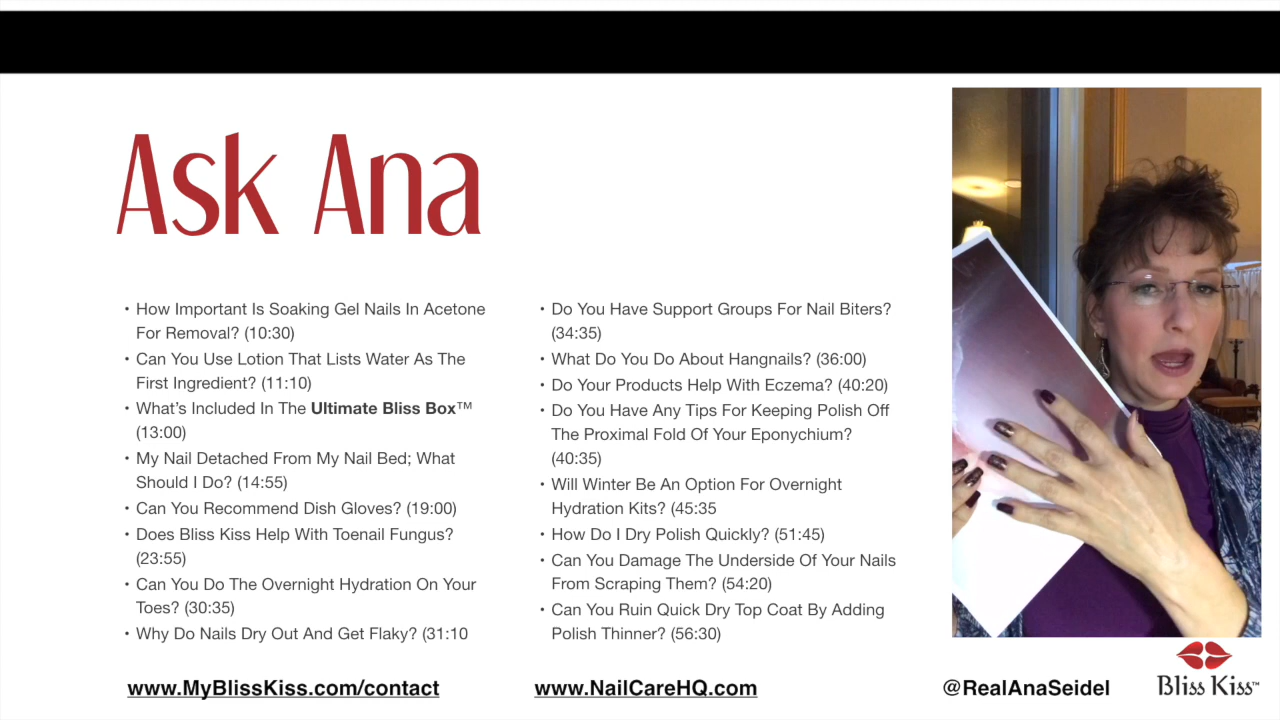 Ask Ana
• How Important Is Soaking Gel Nails In Acetone
For Removal? (10:30)
• Can You Use Lotion That Lists Water As The
First Ingredient? (11:10)
• What's Included In The Ultimate Bliss Box™
(13:00)
• My Nail Detached From My Nail Bed; What
Should I Do? (14:55)
• Can You Recommend Dish Gloves? (19:00)
• Does Bliss Kiss Help With Toenail Fungus?
(23:55)
• Can You Do The Overnight Hydration On Your
Toes? (30:35)
• Why Do Nails Dry Out And Get Flaky? (31:10
• Do You Have Support Groups For Nail Biters?
(34:35)
• What Do You Do About Hangnails? (36:00)
• Do Your Products Help With Eczema? (40:20)
• Do You Have Any Tips For Keeping Polish Off
The Proximal Fold Of Your Eponychium?
(40:35)
• Will Winter Be An Option For Overnight
Hydration Kits? (45:35
• How Do I Dry Polish Quickly? (51:45)
• Can You Damage The Underside Of Your Nails
From Scraping Them? (54:20)
• Can You Ruin Quick Dry Top Coat By Adding
Polish Thinner? (56:30)
www.MyBlissKiss.com/contact
www.NailCareHQ.com
@RealAnaSeidel
Bliss Kiss™